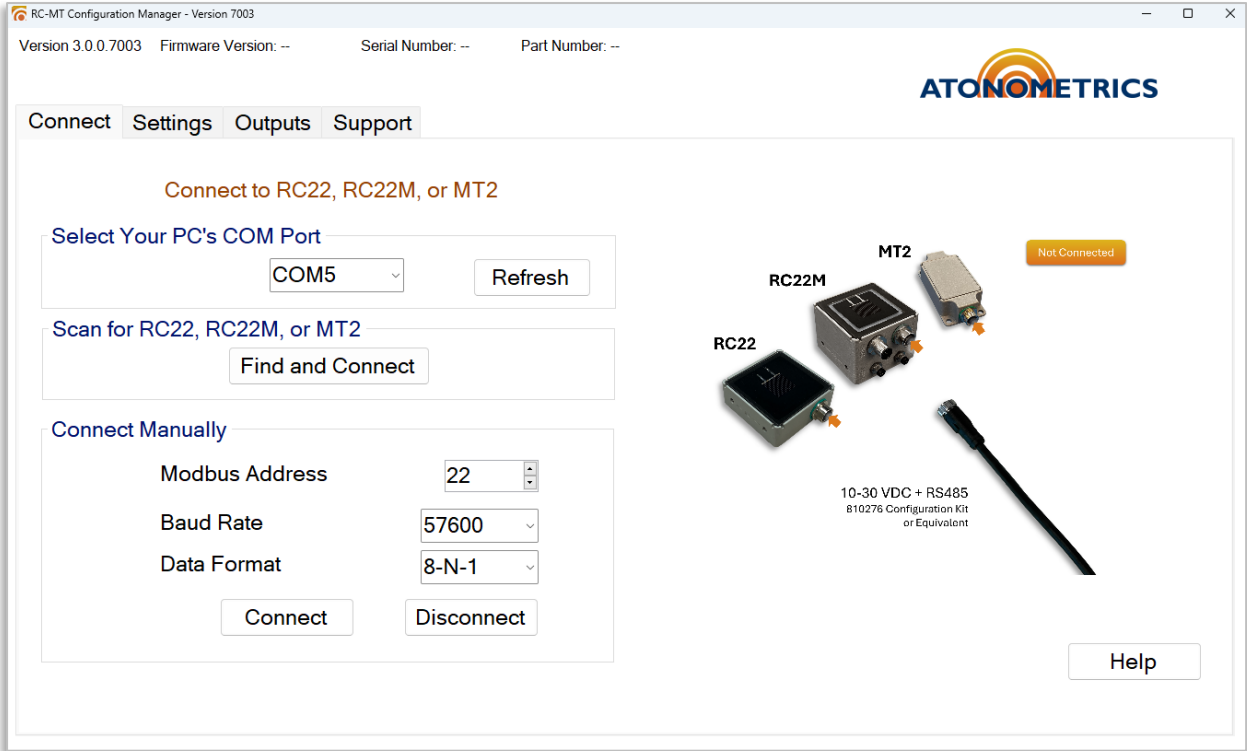 RC-MT Configuration Manager - Version 7003
Version 3.0.0.7003 Firmware Version: -- Serial Number: -- Part Number: --
ATONOMETRICS
Connect Settings Outputs Support
Connect to RC22, RC22M, or MT2
Select Your PC's COM Port
COM5 Refresh
Scan for RC22, RC22M, or MT2
Find and Connect
Connect Manually
Modbus Address 22
Baud Rate 57600
Data Format 8-N-1
Connect Disconnect
MT2
Not Connected
RC22M
RC22
10-30 VDC + RS485
810276 Configuration Kit
or Equivalent
Help